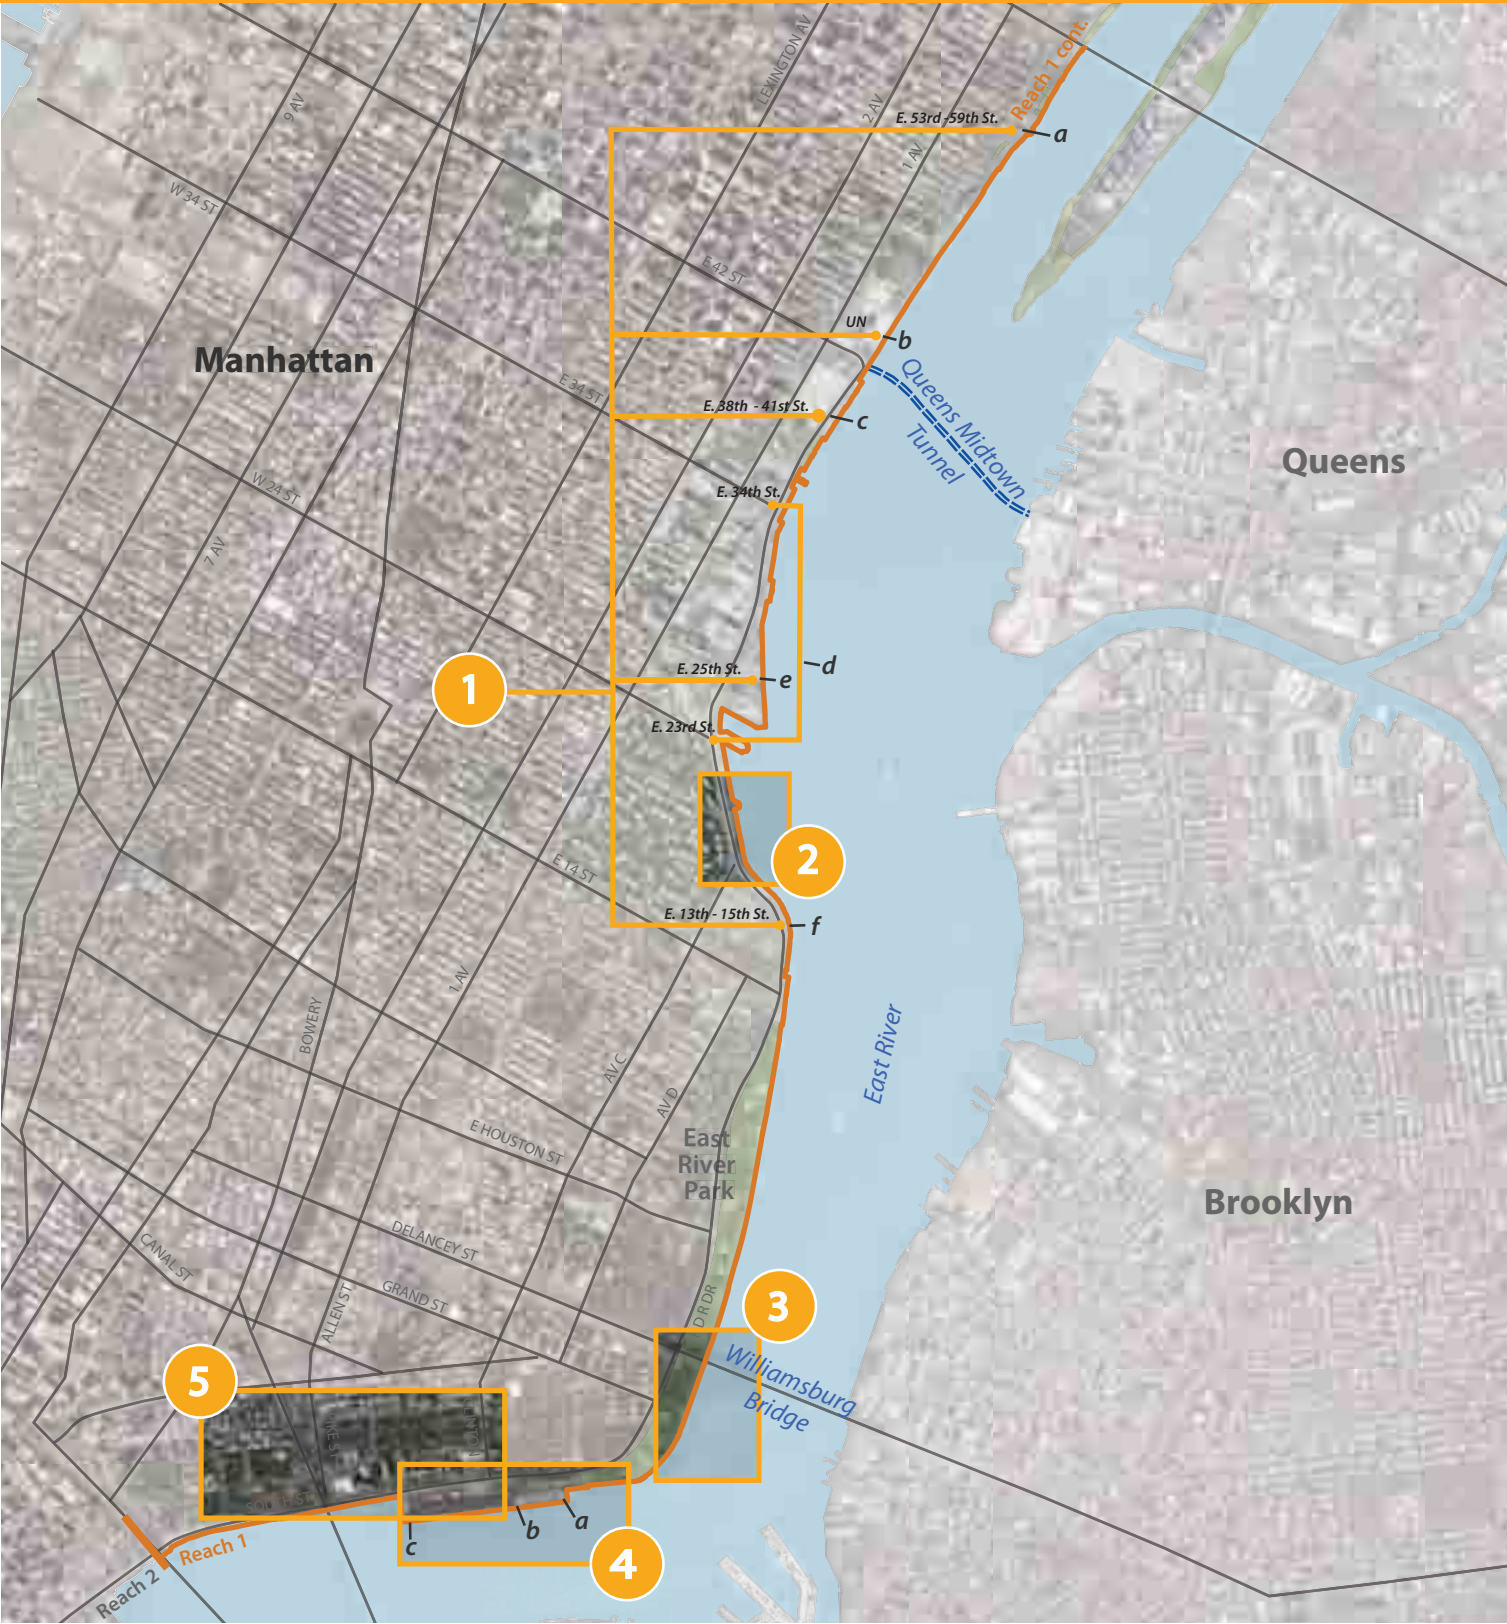 Reach 1 cont.
LEXINGTON AV
2 AV
1 AV
9 AV
E. 53rd -59th St.
a
W 34 ST
E 42 ST
UN
b
Manhattan
Queens Midtown
Tunnel
E 34 ST
E. 38th - 41st St.
c
Queens
W 24 ST
E. 34th St.
7 AV
d
E. 25th St.
e
1
E. 23rd St.
2
E 14 ST
E. 13th - 15th St.
f
1 AV
BOWERY
AV C
AV D
East River
E HOUSTON ST
East
River
Park
Brooklyn
DELANCEY ST
CANAL ST
GRAND ST
ALLEN ST
D R DR
3
Williamsburg
Bridge
5
SOUTH ST
a
b
c
4
Reach 1
Reach 2